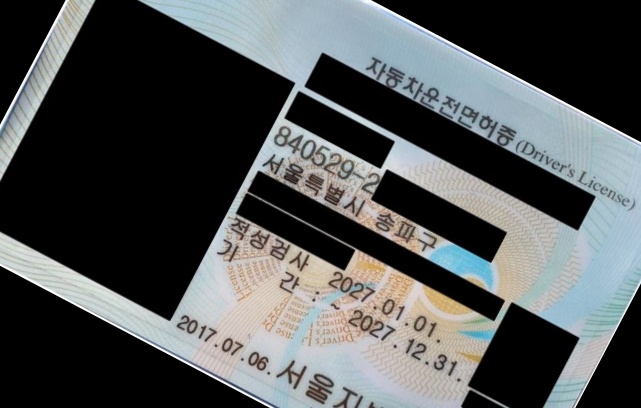 자동차운전면허증 (Driver's License)
840529-2
서울특별시 송파구
적성검사 2027.01.01.
기 간 : ~ 2027.12.31.
2017.07.06.